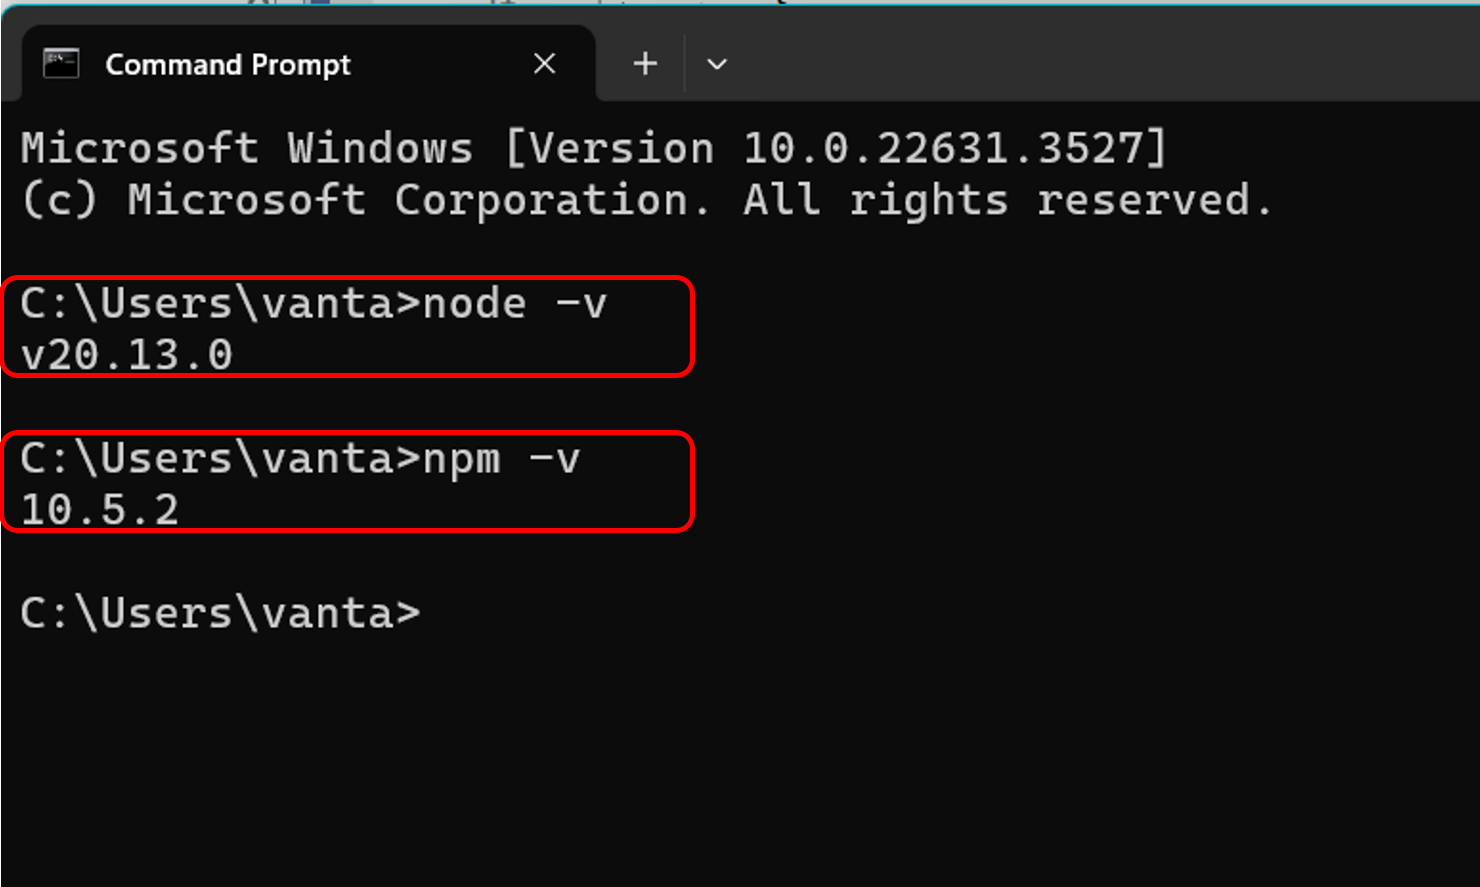 Command Prompt
Microsoft Windows [Version 10.0.22631.3527]
(c) Microsoft Corporation. All rights reserved.
C:\Users\vanta>node -v
v20.13.0
C:\Users\vanta>npm -v
10.5.2
C:\Users\vanta>